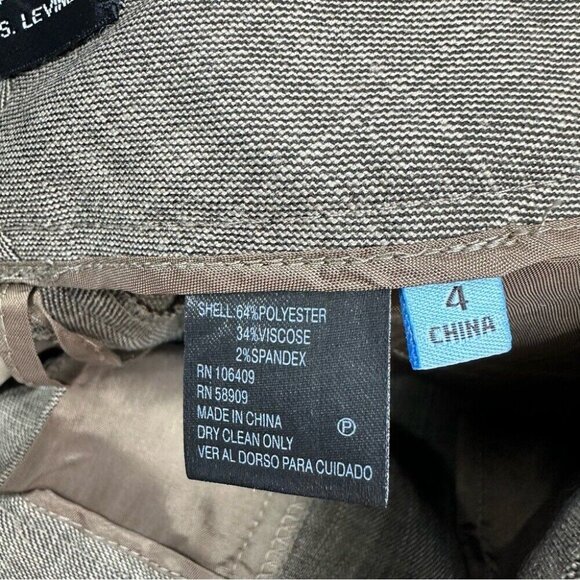 S. LEVINE
SHELL:64%POLYESTER
34%VISCOSE
2%SPANDEX
RN 106409
RN 58909
MADE IN CHINA
DRY CLEAN ONLY
VER AL DORSO PARA CUIDADO
P
4
CHINA